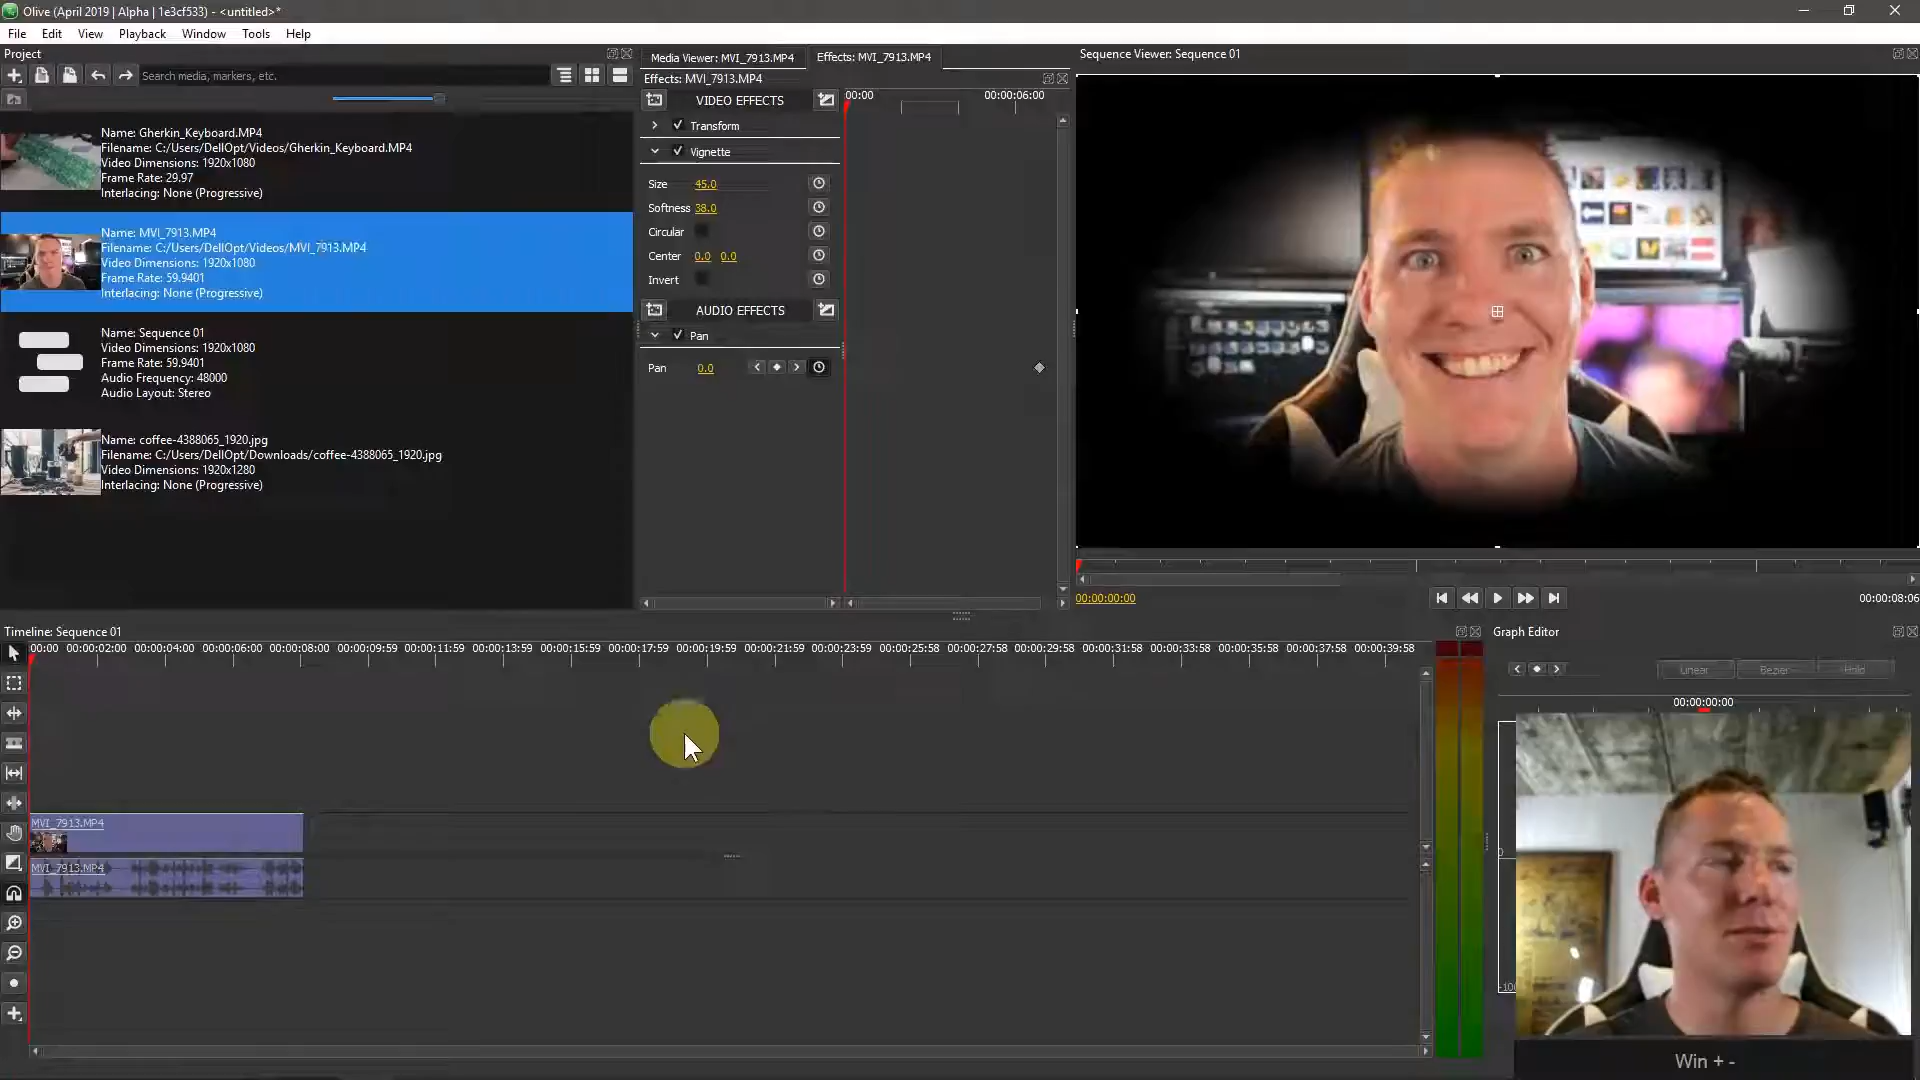 Olive (April 2019 | Alpha | 1e3cf533) - <untitled>*
File Edit View Playback Window Tools Help
Project
Search media, markers, etc.
Name: Gherkin_Keyboard.MP4
Filename: C:/Users/DellOpt/Videos/Gherkin_Keyboard.MP4
Video Dimensions: 1920x1080
Frame Rate: 29.97
Interlacing: None (Progressive)
Name: MVI_7913.MP4
Filename: C:/Users/DellOpt/Videos/MVI_7913.MP4
Video Dimensions: 1920x1080
Frame Rate: 59.9401
Interlacing: None (Progressive)
Name: Sequence 01
Video Dimensions: 1920x1080
Frame Rate: 59.9401
Audio Frequency: 48000
Audio Layout: Stereo
Name: coffee-4388065_1920.jpg
Filename: C:/Users/DellOpt/Downloads/coffee-4388065_1920.jpg
Video Dimensions: 1920x1280
Interlacing: None (Progressive)
Media Viewer: MVI_7913.MP4 Effects: MVI_7913.MP4
Effects: MVI_7913.MP4
VIDEO EFFECTS
00:00 00:00:06:00
Transform
Vignette
Size 45.0
Softness 38.0
Circular
Center 0.0 0.0
Invert
AUDIO EFFECTS
Pan
Pan 0.0
Sequence Viewer: Sequence 01
00:00:00:00
00:00:08:06
Timeline: Sequence 01
00:00 00:00:02:00 00:00:04:00 00:00:06:00 00:00:08:00 00:00:09:59 00:00:11:59 00:00:13:59 00:00:15:59 00:00:17:59 00:00:19:59 00:00:21:59 00:00:23:59 00:00:25:58 00:00:27:58 00:00:29:58 00:00:31:58 00:00:33:58 00:00:35:58 00:00:37:58 00:00:39:58
MVI_7913.MP4
MVI_7913.MP4
Graph Editor
Linear Bezier Hold
00:00:00:00
0
-100
Win + -